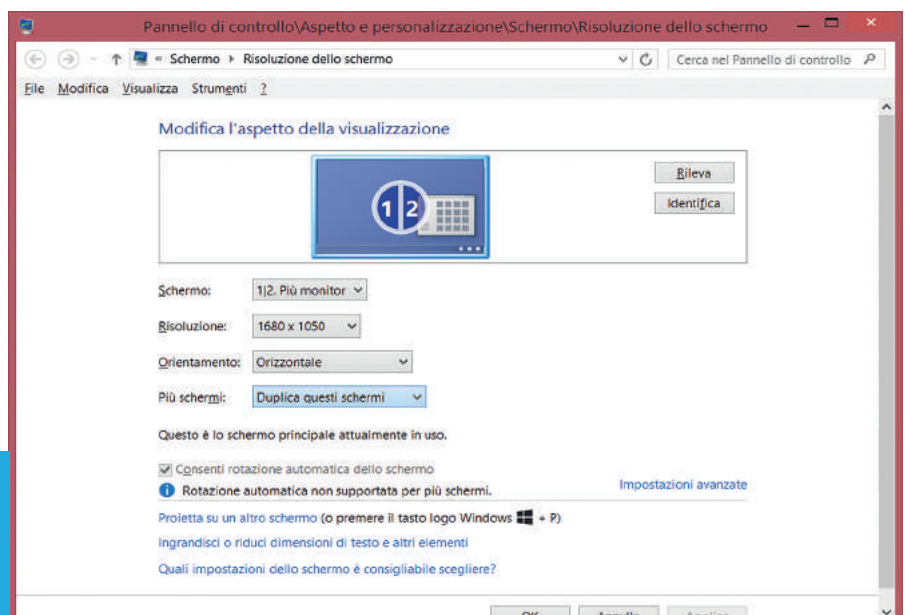 Pannello di controllo\Aspetto e personalizzazione\Schermo\Risoluzione dello schermo
Schermo Risoluzione dello schermo Cerca nel Pannello di controllo
File Modifica Visualizza Strumenti ?
Modifica l'aspetto della visualizzazione
1 2
Rileva
Identifica
Schermo: 1|2. Più monitor
Risoluzione: 1680 x 1050
Orientamento: Orizzontale
Più schermi: Duplica questi schermi
Questo è lo schermo principale attualmente in uso.
Consenti rotazione automatica dello schermo
Rotazione automatica non supportata per più schermi.
Impostazioni avanzate
Proietta su un altro schermo (o premere il tasto logo Windows + P)
Ingrandisci o riduci dimensioni di testo e altri elementi
Quali impostazioni dello schermo è consigliabile scegliere?
OK Annulla Applica